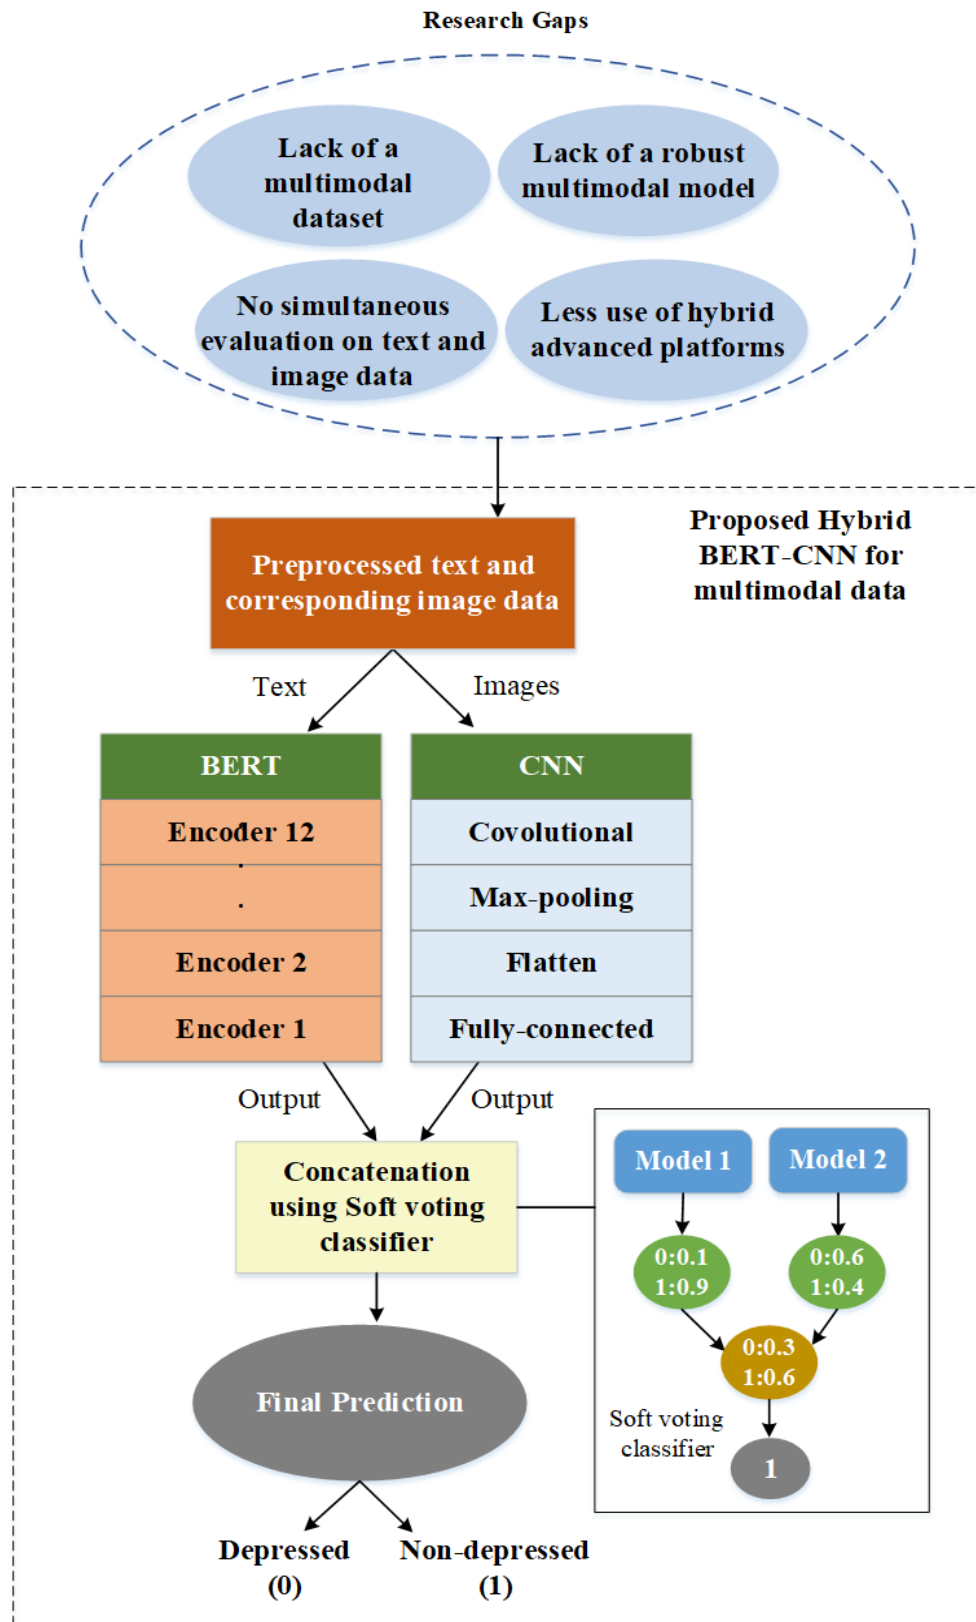 Research Gaps
Lack of a
multimodal
dataset
Lack of a robust
multimodal model
No simultaneous
evaluation on text and
image data
Less use of hybrid
advanced platforms
Proposed Hybrid
BERT-CNN for
multimodal data
Preprocessed text and
corresponding image data
Text
Images
BERT
Encoder 12
.
.
Encoder 2
Encoder 1
CNN
Covolutional
Max-pooling
Flatten
Fully-connected
Output
Output
Concatenation
using Soft voting
classifier
Model 1
Model 2
0:0.1
1:0.9
0:0.6
1:0.4
0:0.3
1:0.6
Soft voting
classifier
1
Final Prediction
Depressed
(0)
Non-depressed
(1)